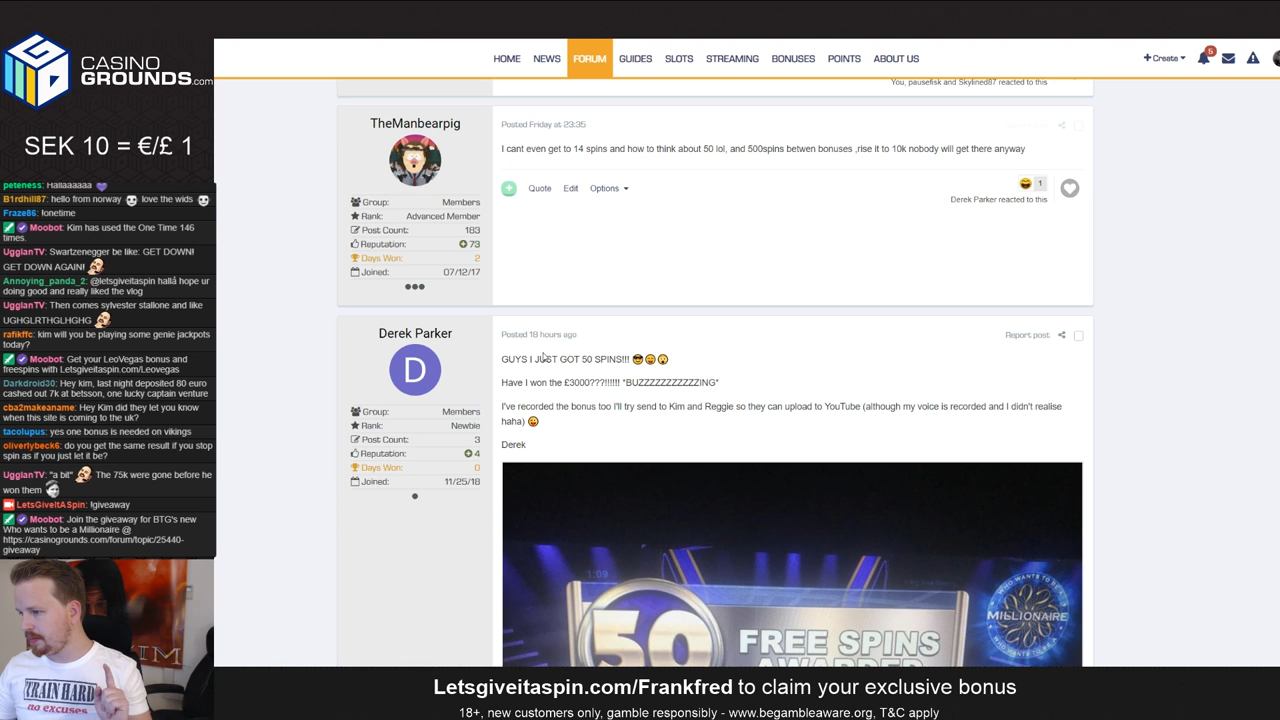 CASINO
GROUNDS.com
SEK 10 = €/£ 1
peteness: Hallaaaaaa
B1rdhill87: hello from norway love the wids
Fraze86: !onetime
Moobot: Kim has used the One Time 146
times.
UggianTV: Swartzenegger be like: GET DOWN!
GET DOWN AGAIN!
Annoying_panda_2: @letsgiveitaspin hallå hope ur
doing good and really liked the vlog
UggianTV: Then comes sylvester stallone and like
UGHGLRTHGLHGHG
rafikffc: kim will you be playing some genie jackpots
today?
Moobot: Get your LeoVegas bonus and
freespins with Letsgiveitaspin.com/Leovegas
Darkdroid30: Hey kim, last night deposited 80 euro
cashed out 7k at betsson, one lucky captain venture
cba2makeaname: Hey Kim did they let you know
when this site is coming to the uk?
tacolupus: yes one bonus is needed on vikings
oliverlybeck6: do you get the same result if you stop
spin as if you just let it be?
UggianTV: "a bit" The 75k were gone before he
won them
LetsGiveItASpin: !giveaway
Moobot: Join the giveaway for BTG's new
Who wants to be a Millionaire @
https://casinogrounds.com/forum/topic/25440-
giveaway
HOME NEWS FORUM GUIDES SLOTS STREAMING BONUSES POINTS ABOUT US
+Create 5
You, pausefisk and Skylined87 reacted to this
TheManbearpig
Group: Members
Rank: Advanced Member
Post Count: 183
Reputation: 73
Days Won: 2
Joined: 07/12/17
Posted Friday at 23:35
I cant even get to 14 spins and how to think about 50 lol, and 500spins betwen bonuses ,rise it to 10k nobody will get there anyway
Quote Edit Options
1
Derek Parker reacted to this
Derek Parker
D
Group: Members
Rank: Newbie
Post Count: 3
Reputation: 4
Days Won: 0
Joined: 11/25/18
Posted 18 hours ago
Report post
GUYS I JUST GOT 50 SPINS!!!
Have I won the £3000???!!!!!! *BUZZZZZZZZZZZING*
I've recorded the bonus too I'll try send to Kim and Reggie so they can upload to YouTube (although my voice is recorded and I didn't realise
haha)
Derek
1:09
50
FREE SPINS
AWARDED
WHO WANTS TO BE A
MILLIONAIRE
TRAIN HARD
no excuses
Letsgiveitaspin.com/Frankfred to claim your exclusive bonus
18+, new customers only, gamble responsibly - www.begambleaware.org, T&C apply